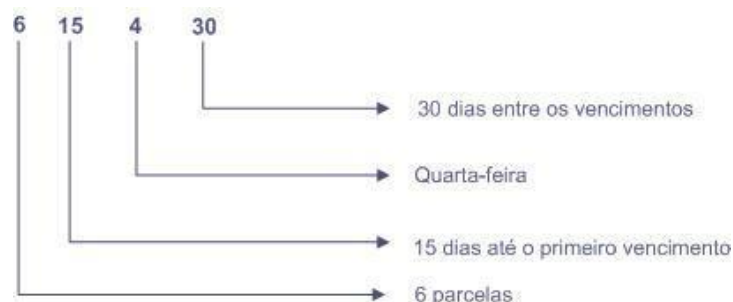 6 15 4 30
30 dias entre os vencimentos
Quarta-feira
15 dias até o primeiro vencimento
6 parcelas